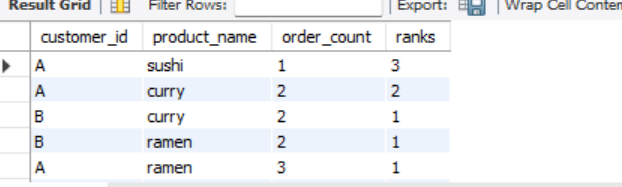 Result Grid | Filter Rows: | Export: | Wrap Cell Conten
customer_id product_name order_count ranks
A sushi 1 3
A curry 2 2
B curry 2 1
B ramen 2 1
A ramen 3 1